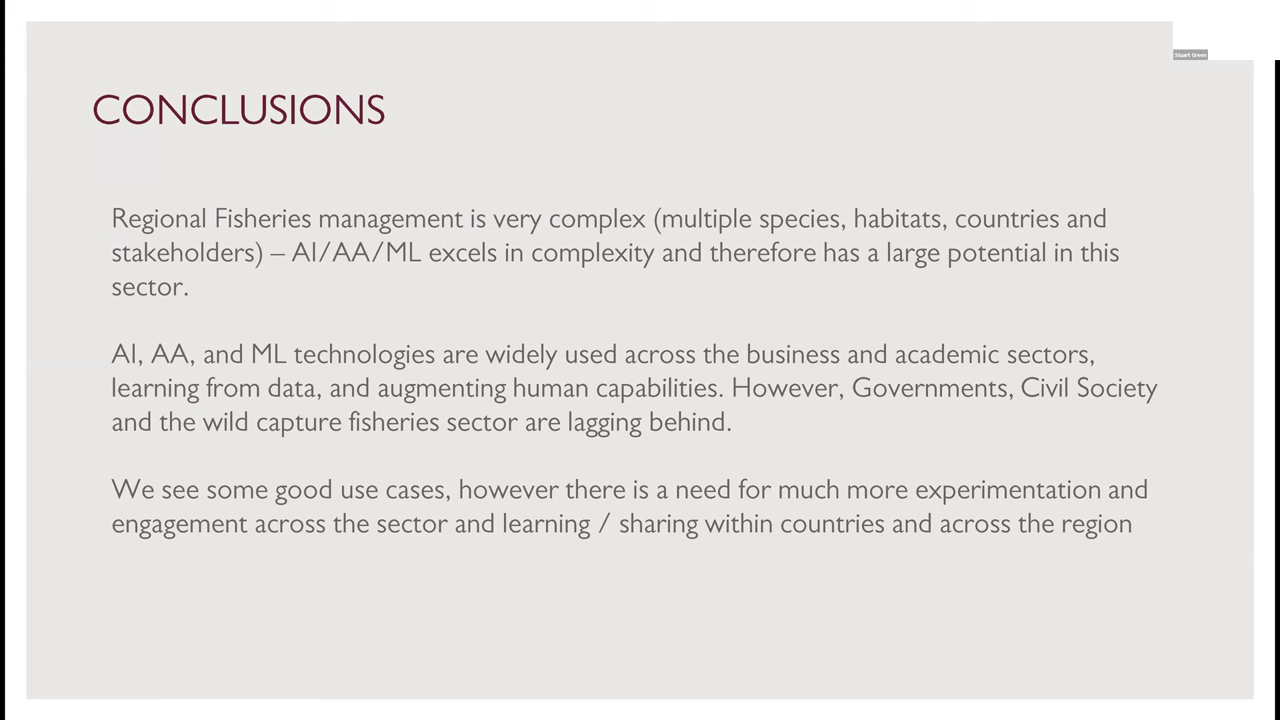 Stuart Green
CONCLUSIONS
Regional Fisheries management is very complex (multiple species, habitats, countries and
stakeholders) – AI/AA/ML excels in complexity and therefore has a large potential in this
sector.
AI, AA, and ML technologies are widely used across the business and academic sectors,
learning from data, and augmenting human capabilities. However, Governments, Civil Society
and the wild capture fisheries sector are lagging behind.
We see some good use cases, however there is a need for much more experimentation and
engagement across the sector and learning / sharing within countries and across the region